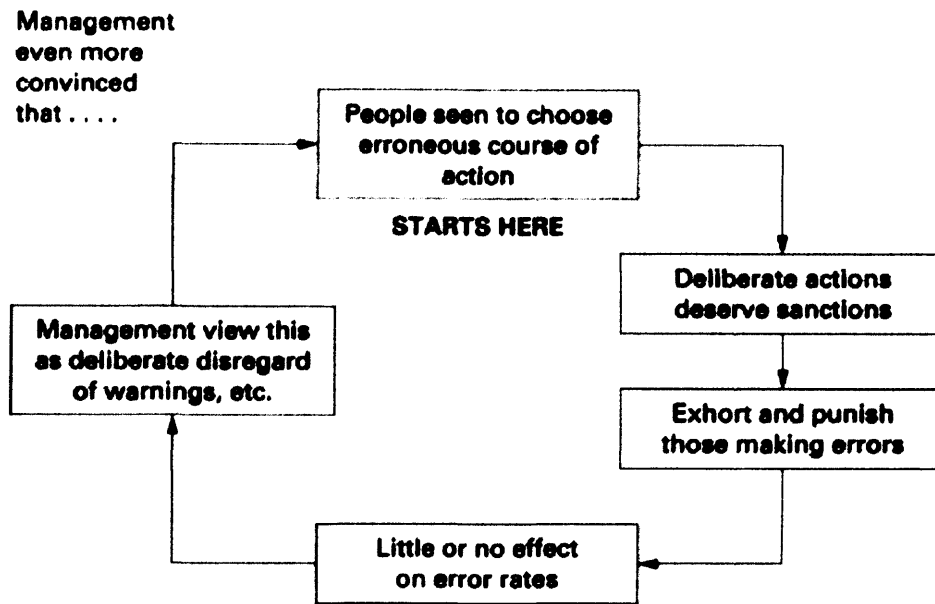 Management
even more
convinced
that . . . .
People seen to choose
erroneous course of
action
STARTS HERE
Deliberate actions
deserve sanctions
Exhort and punish
those making errors
Little or no effect
on error rates
Management view this
as deliberate disregard
of warnings, etc.